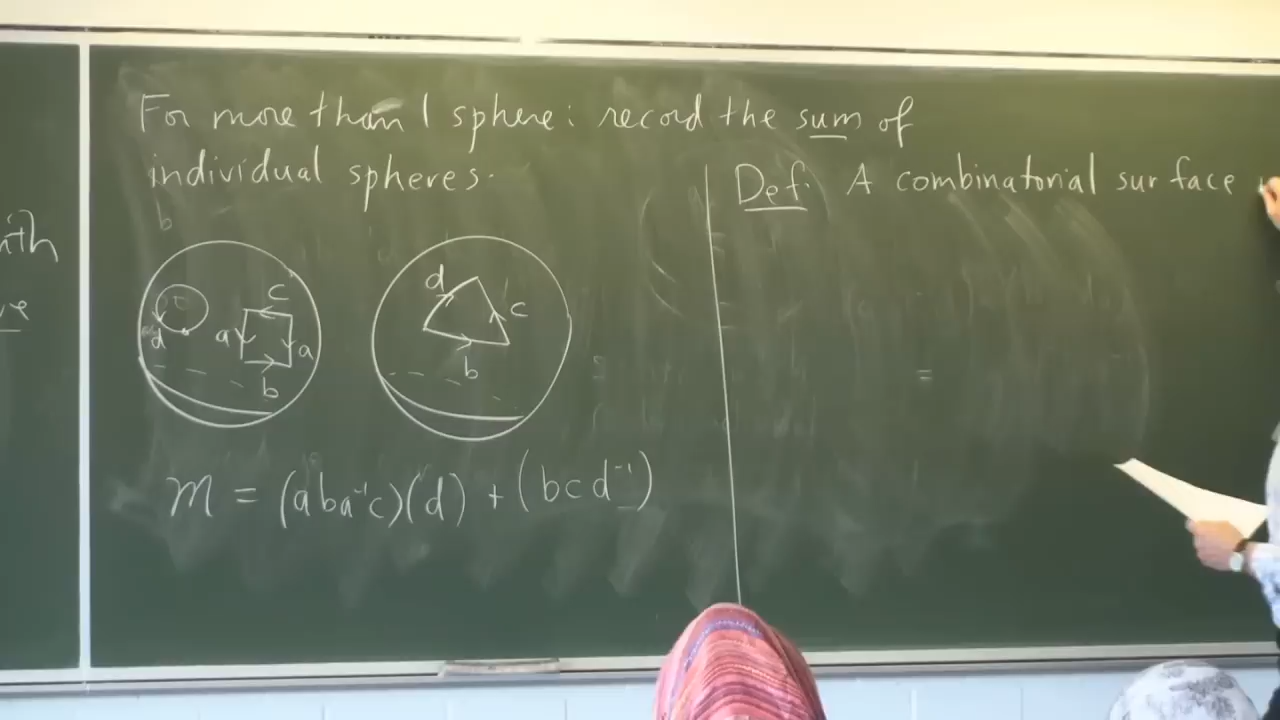 For more than 1 sphere: record the sum of
individual spheres.
b
d
c
a
a
b
d
c
b
m = (aba⁻¹c)(d) + (bcd⁻¹)
Def. A combinatorial surface